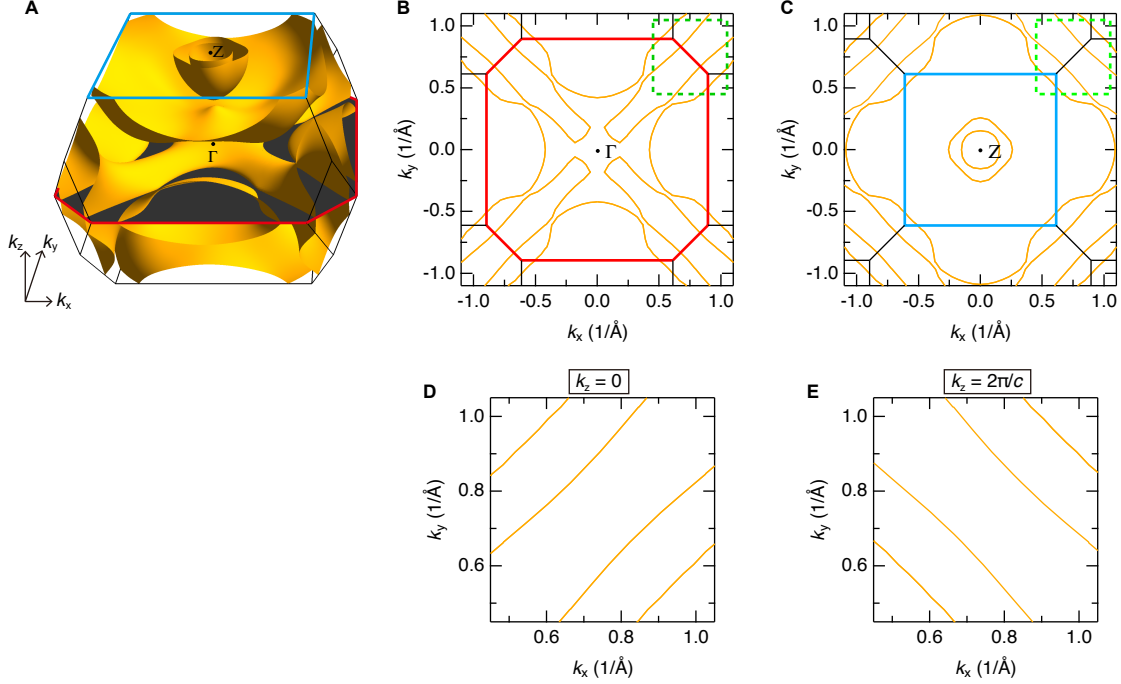 A
Z
Γ
kz
ky
kx
B
1.0
0.5
0.0
-0.5
-1.0
ky (1/Å)
Γ
-1.0 -0.5 0.0 0.5 1.0
kx (1/Å)
C
1.0
0.5
0.0
-0.5
-1.0
ky (1/Å)
Z
-1.0 -0.5 0.0 0.5 1.0
kx (1/Å)
D
kz = 0
1.0
0.8
0.6
ky (1/Å)
0.6 0.8 1.0
kx (1/Å)
E
kz = 2π/c
1.0
0.8
0.6
ky (1/Å)
0.6 0.8 1.0
kx (1/Å)